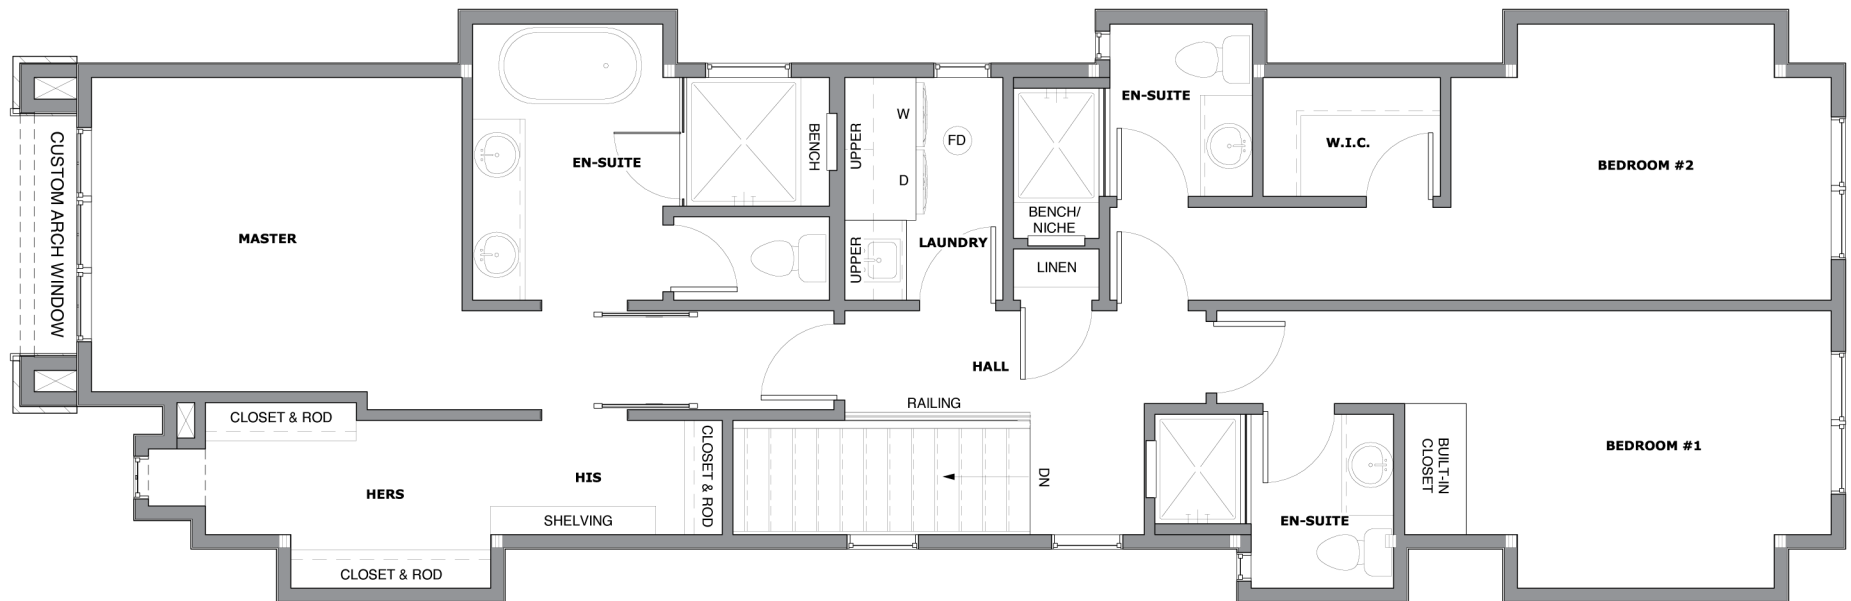 CUSTOM ARCH WINDOW
MASTER
EN-SUITE
BENCH
UPPER
W
D
FD
UPPER
LAUNDRY
BENCH/
NICHE
LINEN
EN-SUITE
W.I.C.
BEDROOM #2
HALL
RAILING
DN
CLOSET & ROD
HERS
HIS
SHELVING
CLOSET & ROD
CLOSET & ROD
EN-SUITE
BUILT-IN
CLOSET
BEDROOM #1